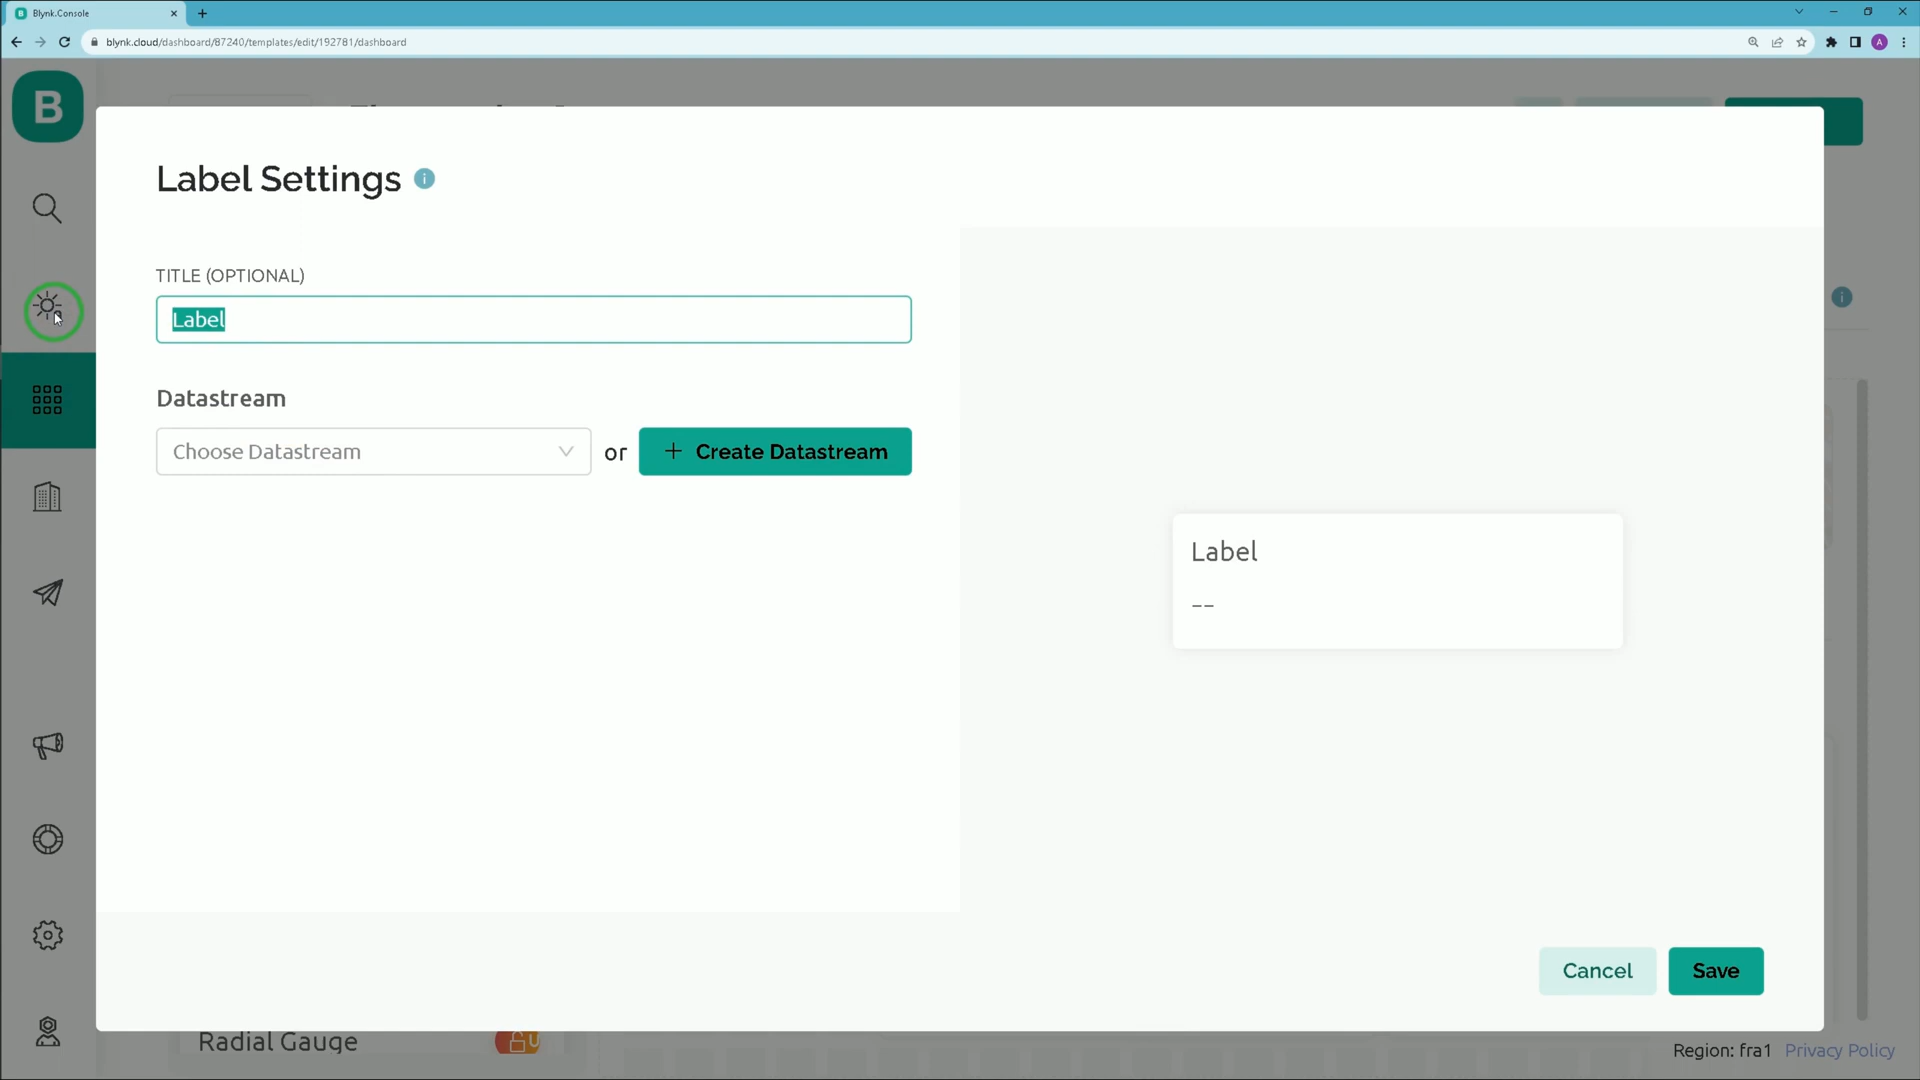 Blynk.Console
blynk.cloud/dashboard/87240/templates/edit/192781/dashboard
A
B
Label Settings
i
TITLE (OPTIONAL)
Label
i
Datastream
Choose Datastream or + Create Datastream
Label
--
Cancel Save
Radial Gauge U
Region: fra1 Privacy Policy